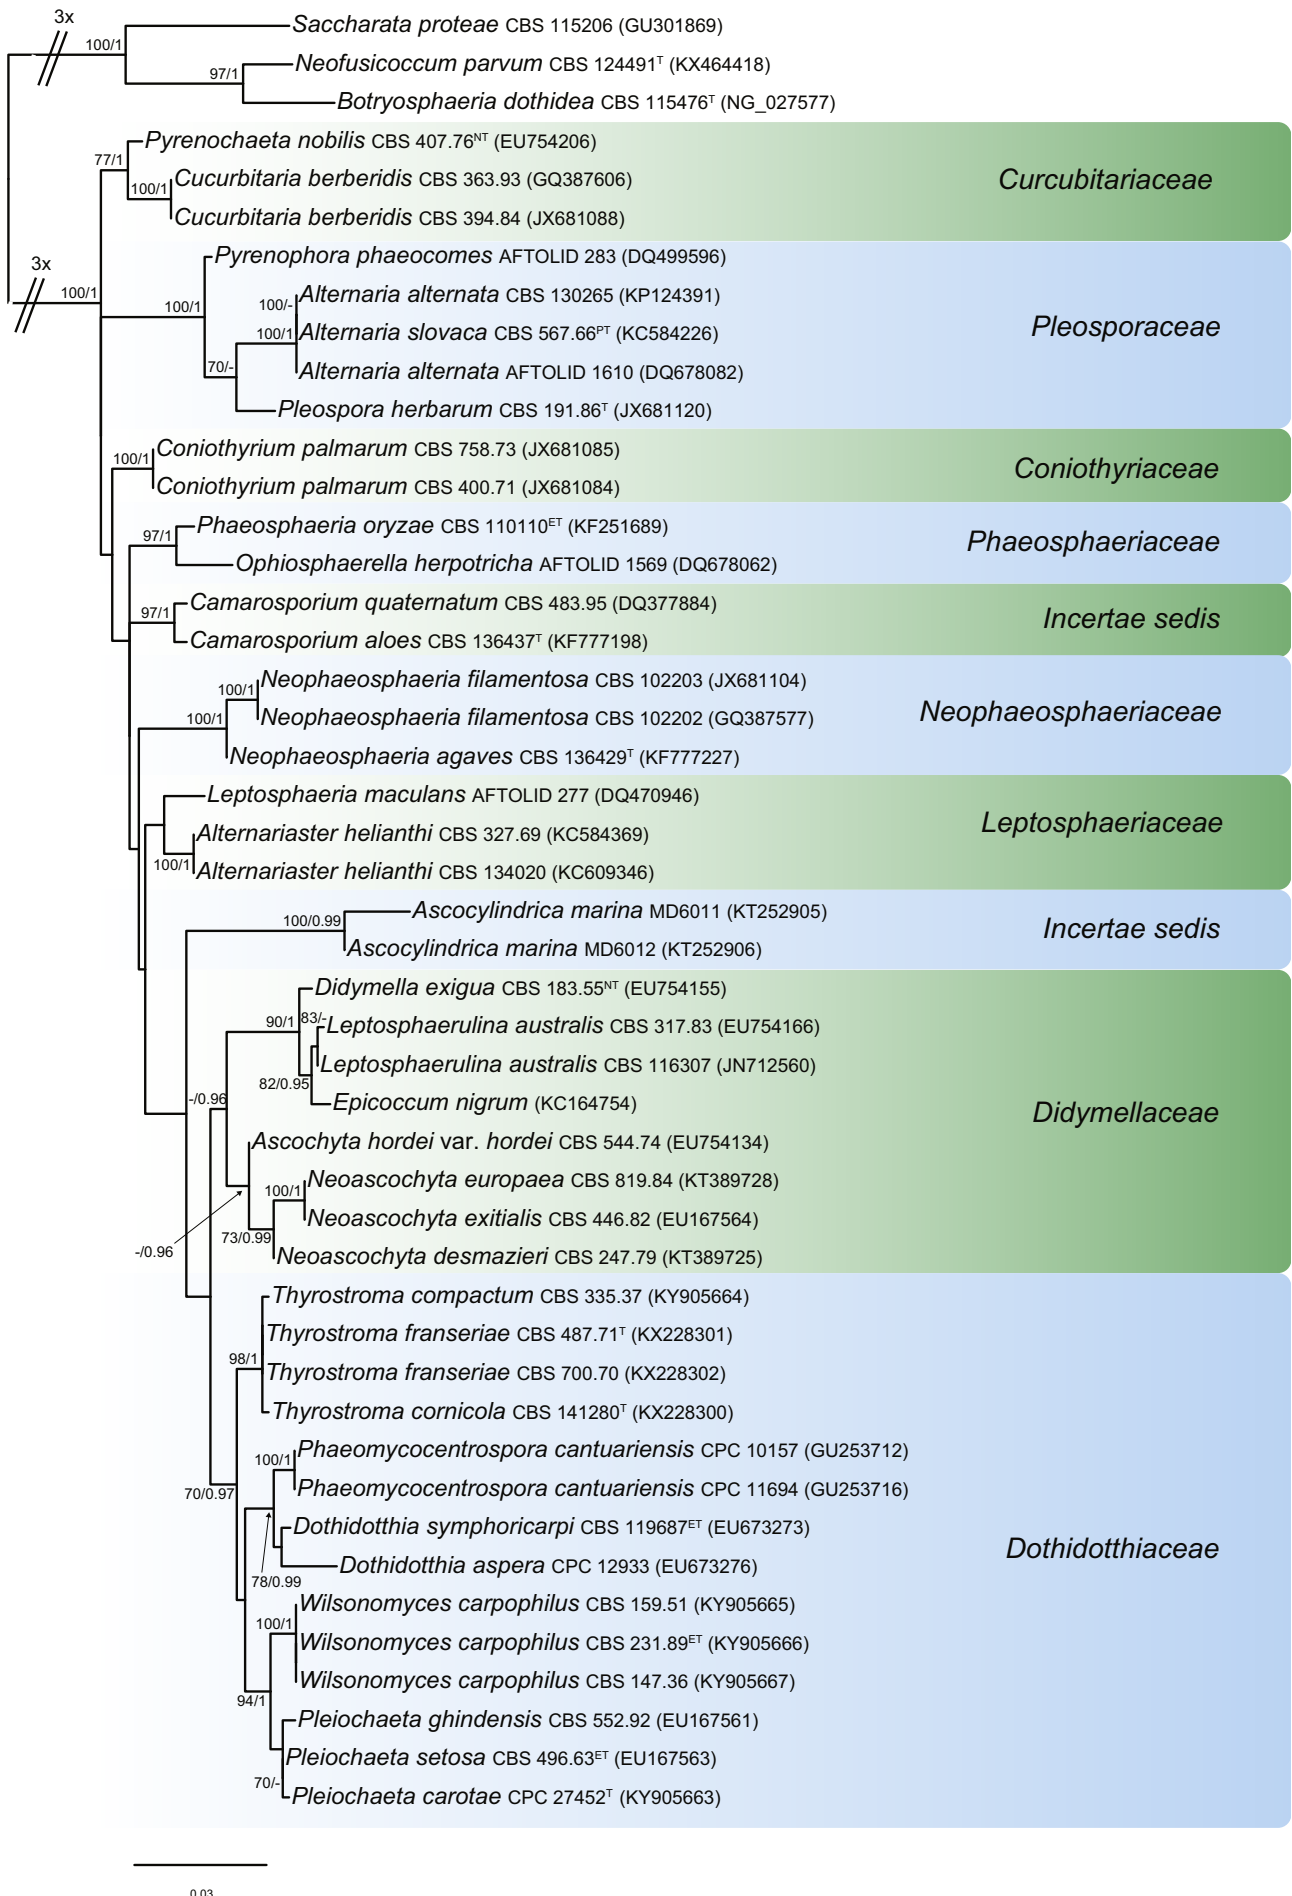 3x
100/1
Saccharata proteae CBS 115206 (GU301869)
Neofusicoccum parvum CBS 124491ᵀ (KX464418)
97/1
Botryosphaeria dothidea CBS 115476ᵀ (NG_027577)
Pyrenochaeta nobilis CBS 407.76ᴺᵀ (EU754206)
77/1
Cucurbitaria berberidis CBS 363.93 (GQ387606)
Curcubitariaceae
100/1
Cucurbitaria berberidis CBS 394.84 (JX681088)
3x
100/1
Pyrenophora phaeocomes AFTOLID 283 (DQ499596)
100/1
Alternaria alternata CBS 130265 (KP124391)
100/-
Alternaria slovaca CBS 567.66ᴾᵀ (KC584226)
Pleosporaceae
100/1
Alternaria alternata AFTOLID 1610 (DQ678082)
70/-
Pleospora herbarum CBS 191.86ᵀ (JX681120)
Coniothyrium palmarum CBS 758.73 (JX681085)
100/1
Coniothyriaceae
Coniothyrium palmarum CBS 400.71 (JX681084)
Phaeosphaeria oryzae CBS 110110ᴱᵀ (KF251689)
97/1
Phaeosphaeriaceae
Ophiosphaerella herpotricha AFTOLID 1569 (DQ678062)
Camarosporium quaternatum CBS 483.95 (DQ377884)
97/1
Incertae sedis
Camarosporium aloes CBS 136437ᵀ (KF777198)
Neophaeosphaeria filamentosa CBS 102203 (JX681104)
100/1
Neophaeosphaeria filamentosa CBS 102202 (GQ387577)
100/1
Neophaeosphaeriaceae
Neophaeosphaeria agaves CBS 136429ᵀ (KF777227)
Leptosphaeria maculans AFTOLID 277 (DQ470946)
Leptosphaeriaceae
Alternariaster helianthi CBS 327.69 (KC584369)
100/1
Alternariaster helianthi CBS 134020 (KC609346)
Ascocylindrica marina MD6011 (KT252905)
100/0.99
Incertae sedis
Ascocylindrica marina MD6012 (KT252906)
Didymella exigua CBS 183.55ᴺᵀ (EU754155)
90/1
83/-
Leptosphaerulina australis CBS 317.83 (EU754166)
Leptosphaerulina australis CBS 116307 (JN712560)
82/0.95
Epicoccum nigrum (KC164754)
-/0.96
Didymellaceae
Ascochyta hordei var. hordei CBS 544.74 (EU754134)
Neoascochyta europaea CBS 819.84 (KT389728)
100/1
Neoascochyta exitialis CBS 446.82 (EU167564)
73/0.99
-/0.96
Neoascochyta desmazieri CBS 247.79 (KT389725)
Thyrostroma compactum CBS 335.37 (KY905664)
Thyrostroma franseriae CBS 487.71ᵀ (KX228301)
98/1
Thyrostroma franseriae CBS 700.70 (KX228302)
Thyrostroma cornicola CBS 141280ᵀ (KX228300)
Phaeomycocentrospora cantuariensis CPC 10157 (GU253712)
100/1
Phaeomycocentrospora cantuariensis CPC 11694 (GU253716)
70/0.97
Dothidotthia symphoricarpi CBS 119687ᴱᵀ (EU673273)
Dothidotthiaceae
Dothidotthia aspera CPC 12933 (EU673276)
78/0.99
Wilsonomyces carpophilus CBS 159.51 (KY905665)
100/1
Wilsonomyces carpophilus CBS 231.89ᴱᵀ (KY905666)
Wilsonomyces carpophilus CBS 147.36 (KY905667)
94/1
Pleiochaeta ghindensis CBS 552.92 (EU167561)
Pleiochaeta setosa CBS 496.63ᴱᵀ (EU167563)
70/-
Pleiochaeta carotae CPC 27452ᵀ (KY905663)
0.03